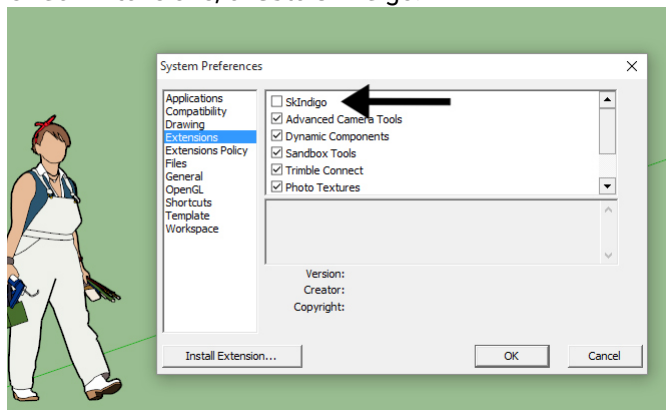 System Preferences
Applications
Compatibility
Drawing
Extensions
Extensions Policy
Files
General
OpenGL
Shortcuts
Template
Workspace
SkIndigo
Advanced Camera Tools
Dynamic Components
Sandbox Tools
Trimble Connect
Photo Textures
Version:
Creator:
Copyright:
Install Extension...
OK
Cancel